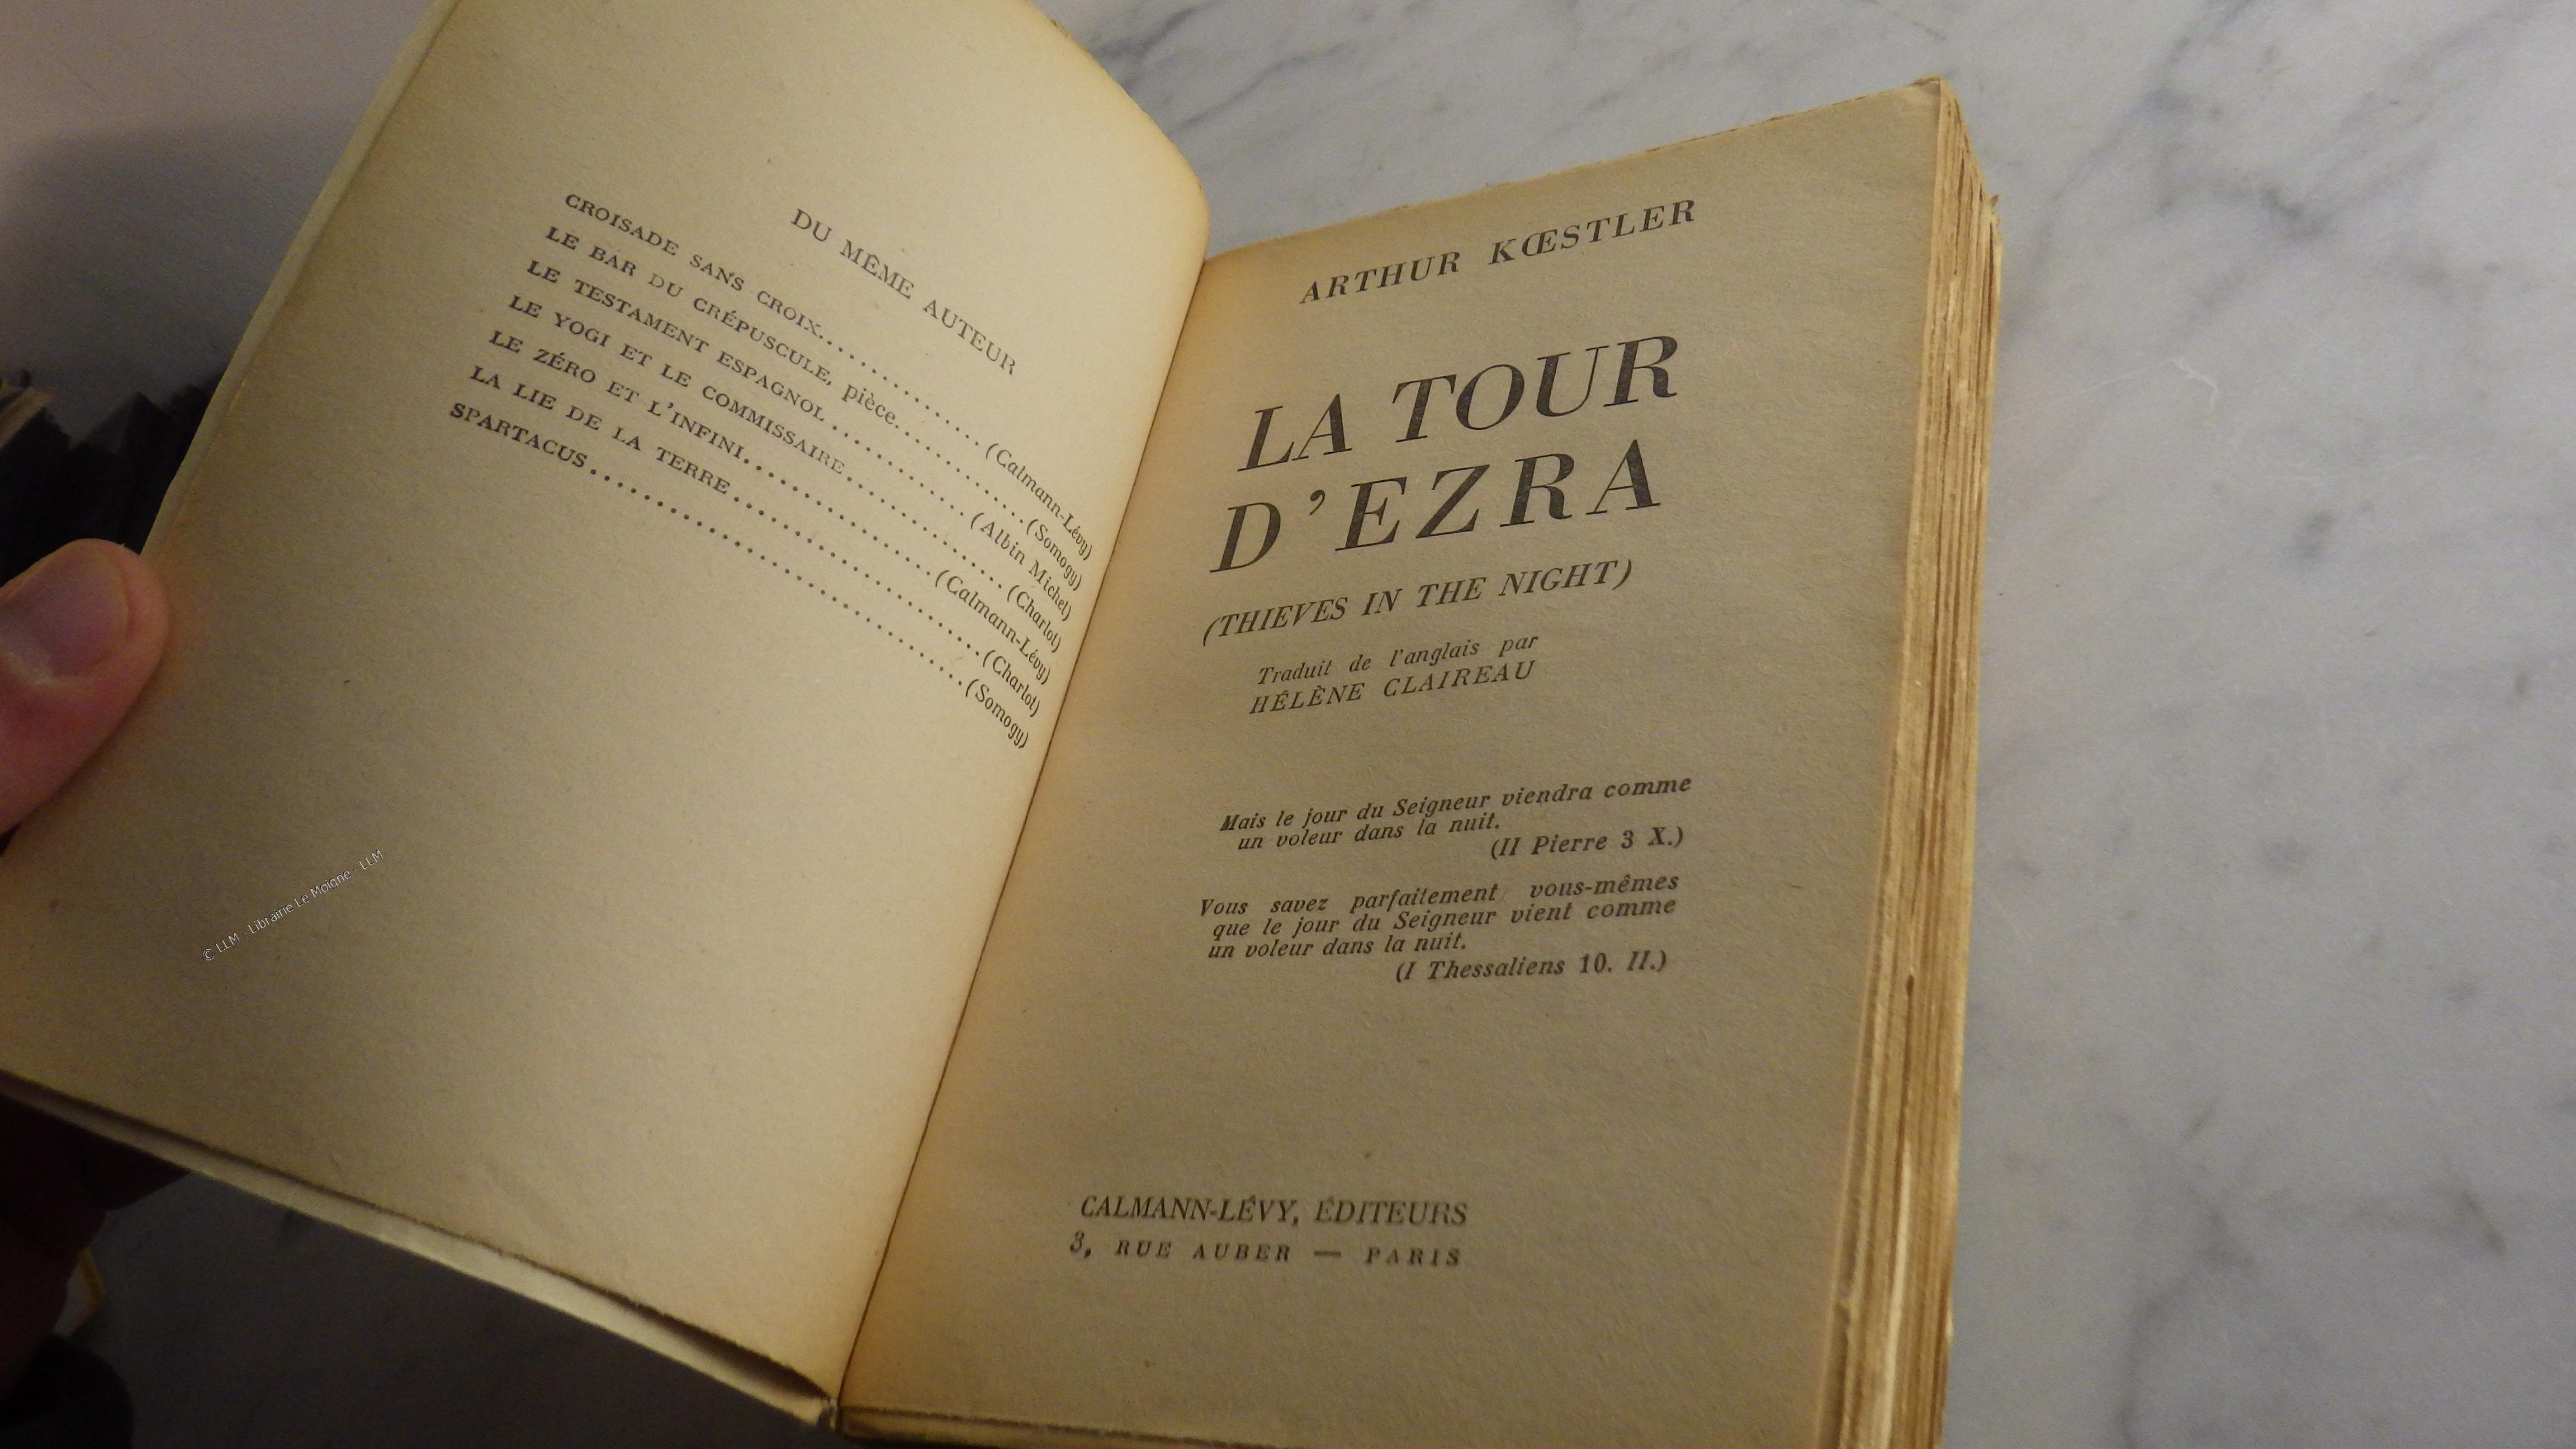 DU MÊME AUTEUR
CROISADE SANS CROIX............ (Calmann-Lévy)
LE BAR DU CRÉPUSCULE, pièce............ (Somogy)
LE TESTAMENT ESPAGNOL............ (Albin Michel)
LE YOGI ET LE COMMISSAIRE............ (Charlot)
LE ZÉRO ET L'INFINI............ (Calmann-Lévy)
LA LIE DE LA TERRE............ (Charlot)
SPARTACUS............ (Somogy)
© LLM - Librairie Le Moigne - LLM
ARTHUR KŒSTLER
LA TOUR
D'EZRA
(THIEVES IN THE NIGHT)
Traduit de l'anglais par
HÉLÈNE CLAIREAU
Mais le jour du Seigneur viendra comme
un voleur dans la nuit.
(II Pierre 3 X.)
Vous savez parfaitement vous-mêmes
que le jour du Seigneur vient comme
un voleur dans la nuit.
(I Thessaliens 10. II.)
CALMANN-LÉVY, ÉDITEURS
3, RUE AUBER — PARIS